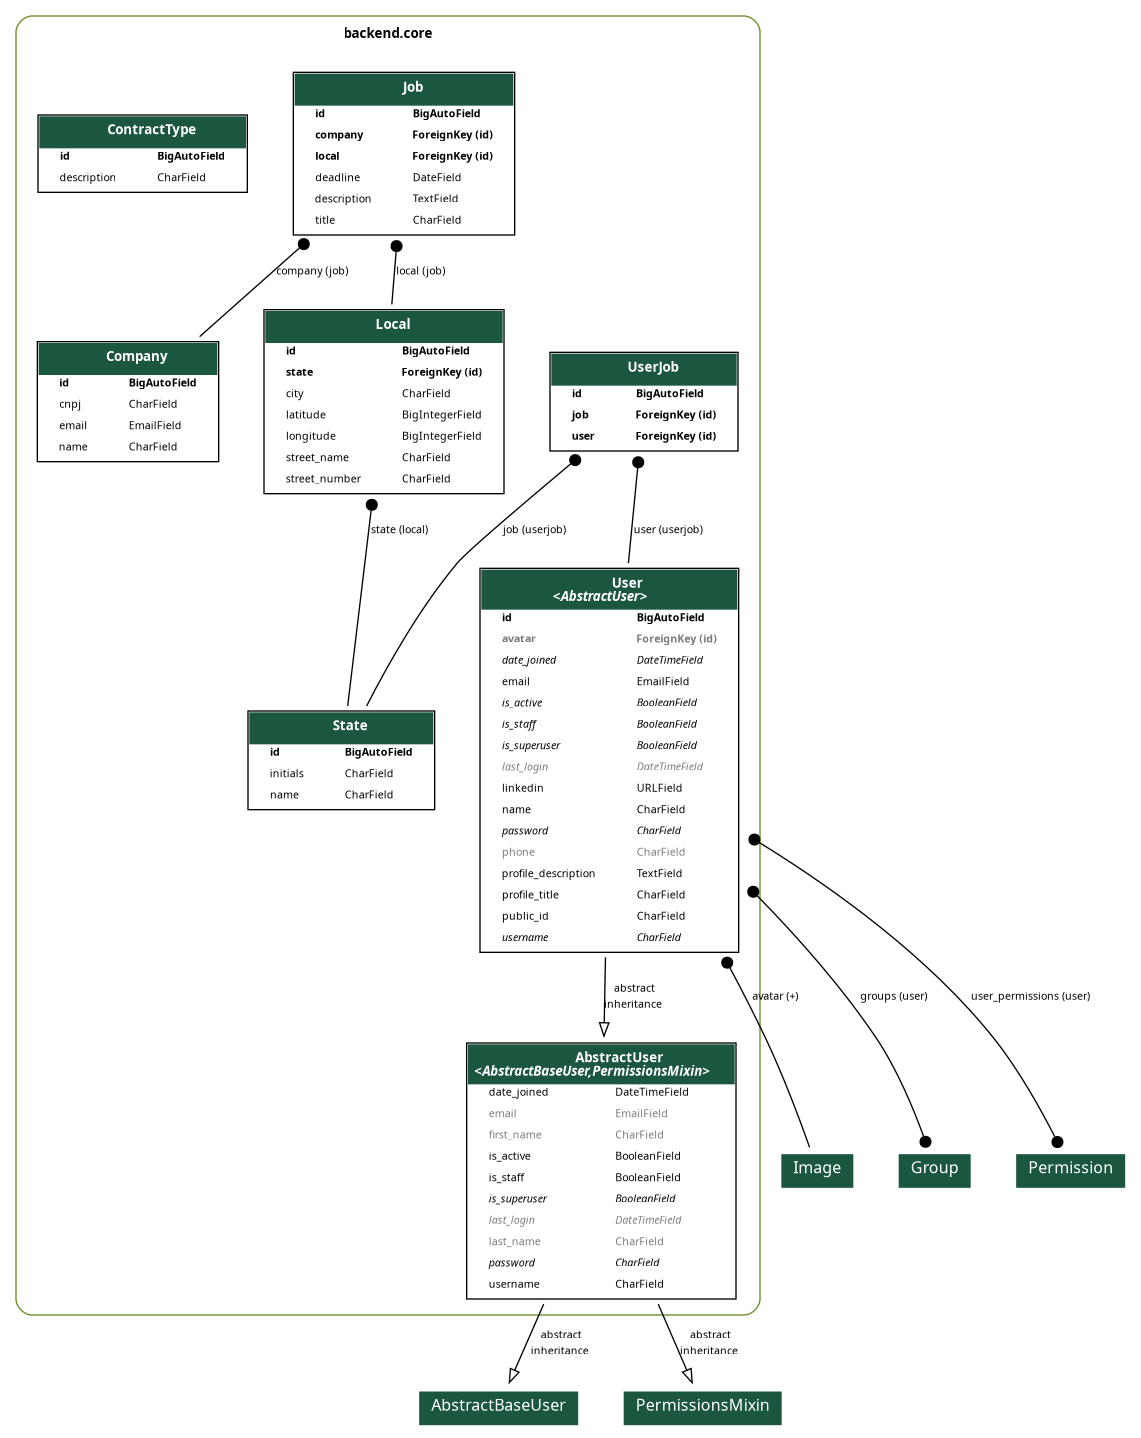 backend.core
Job
id BigAutoField
company ForeignKey (id)
local ForeignKey (id)
deadline DateField
description TextField
title CharField
ContractType
id BigAutoField
description CharField
company (job)
local (job)
Local
id BigAutoField
state ForeignKey (id)
city CharField
latitude BigIntegerField
longitude BigIntegerField
street_name CharField
street_number CharField
Company
id BigAutoField
cnpj CharField
email EmailField
name CharField
UserJob
id BigAutoField
job ForeignKey (id)
user ForeignKey (id)
state (local)
job (userjob)
user (userjob)
User
<AbstractUser>
id BigAutoField
avatar ForeignKey (id)
date_joined DateTimeField
email EmailField
is_active BooleanField
is_staff BooleanField
is_superuser BooleanField
last_login DateTimeField
linkedin URLField
name CharField
password CharField
phone CharField
profile_description TextField
profile_title CharField
public_id CharField
username CharField
State
id BigAutoField
initials CharField
name CharField
abstract
inheritance
avatar (+)
groups (user)
user_permissions (user)
AbstractUser
<AbstractBaseUser,PermissionsMixin>
date_joined DateTimeField
email EmailField
first_name CharField
is_active BooleanField
is_staff BooleanField
is_superuser BooleanField
last_login DateTimeField
last_name CharField
password CharField
username CharField
Image
Group
Permission
abstract
inheritance
abstract
inheritance
AbstractBaseUser
PermissionsMixin